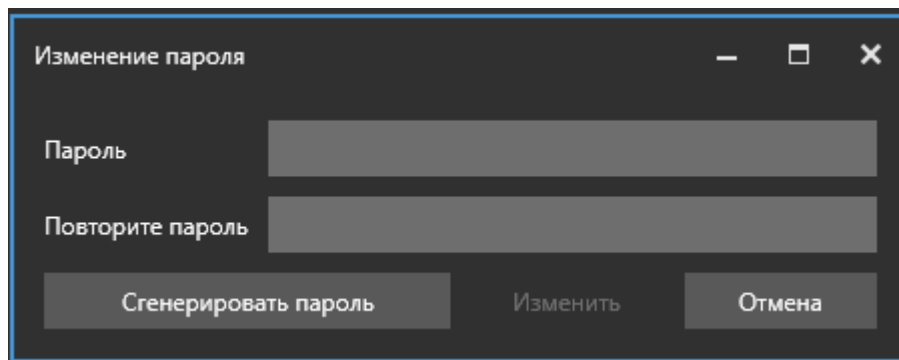 Изменение пароля
Пароль
Повторите пароль
Сгенерировать пароль Изменить Отмена